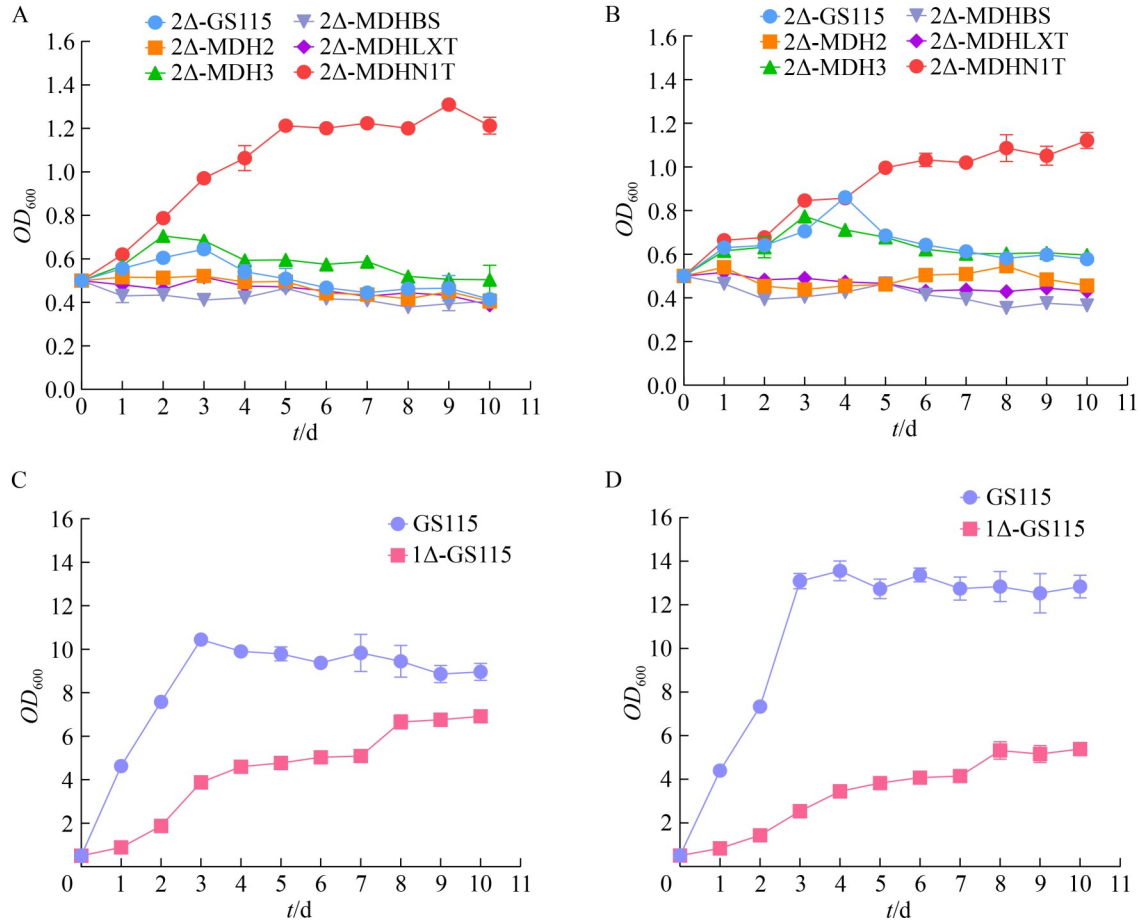 A
2Δ-GS115 2Δ-MDHBS
2Δ-MDH2 2Δ-MDHLXT
2Δ-MDH3 2Δ-MDHN1T
1.6
1.4
1.2
1.0
0.8
0.6
0.4
0.2
0.0
OD600
0 1 2 3 4 5 6 7 8 9 10 11
t/d
B
2Δ-GS115 2Δ-MDHBS
2Δ-MDH2 2Δ-MDHLXT
2Δ-MDH3 2Δ-MDHN1T
1.6
1.4
1.2
1.0
0.8
0.6
0.4
0.2
0.0
OD600
0 1 2 3 4 5 6 7 8 9 10 11
t/d
C
GS115
1Δ-GS115
16
14
12
10
8
6
4
2
OD600
0 1 2 3 4 5 6 7 8 9 10 11
t/d
D
GS115
1Δ-GS115
16
14
12
10
8
6
4
2
OD600
0 1 2 3 4 5 6 7 8 9 10 11
t/d